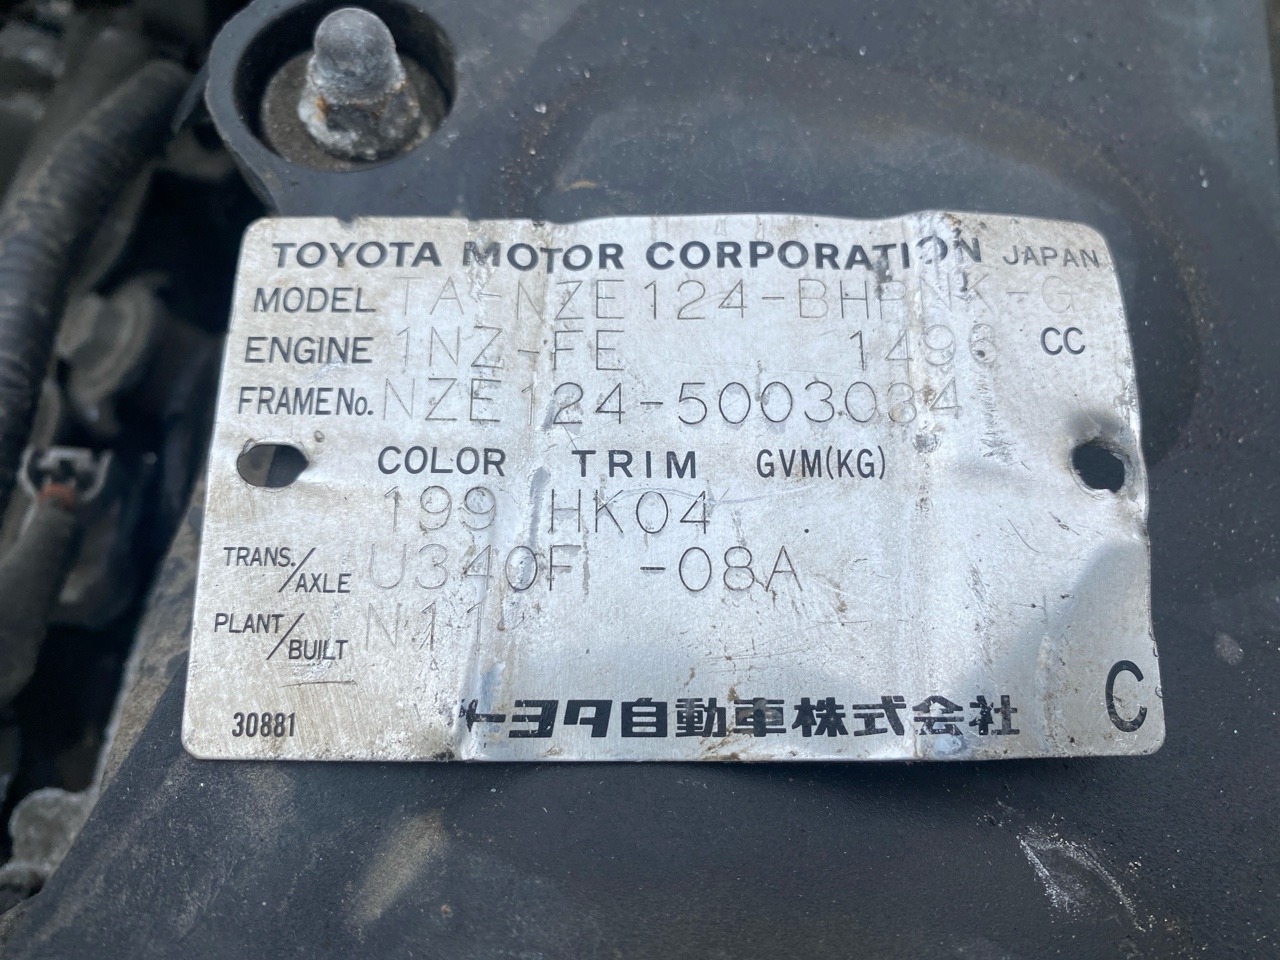 TOYOTA MOTOR CORPORATION JAPAN
MODEL TA-NZE124-BHPNK-G
ENGINE 1NZ-FE 1496 CC
FRAME No. NZE124-5003034
COLOR TRIM GVM(KG)
199 HK04
TRANS./AXLE U340F -08A
PLANT/BUILT N11
30881 トヨタ自動車株式会社 C